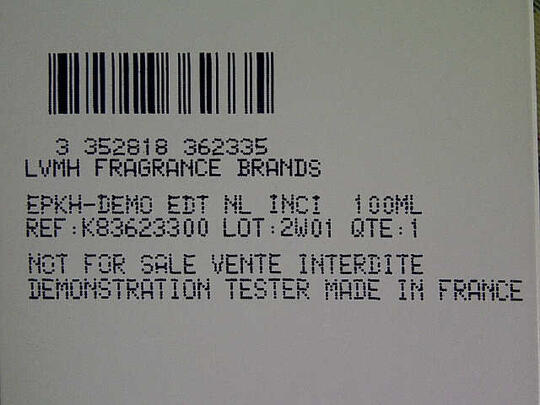 3 352818 362335
LVMH FRAGRANCE BRANDS
EPKH-DEMO EDT NL INCI 100ML
REF:K83623300 LOT:2W01 QTE:1
NOT FOR SALE VENTE INTERDITE
DEMONSTRATION TESTER MADE IN FRANCE